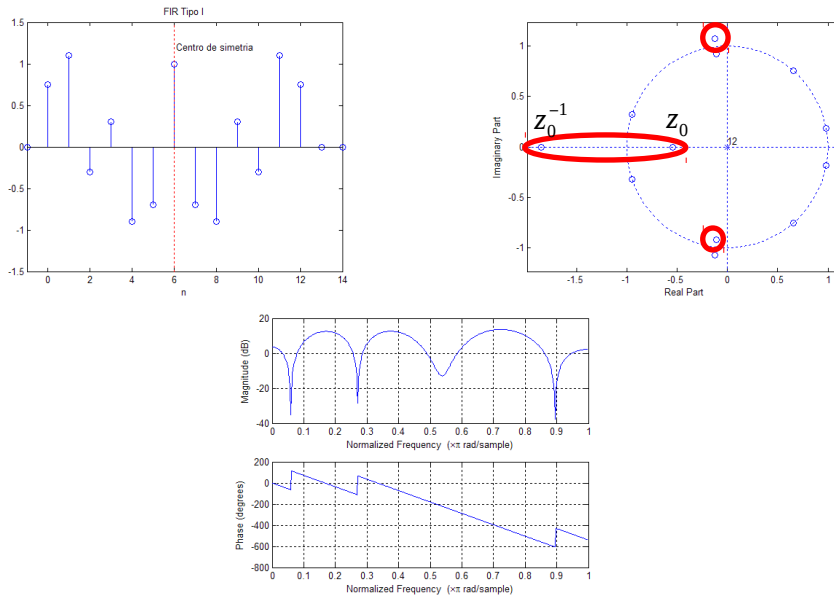 FIR Tipo I
Centro de simetria
1.5
1
0.5
0
-0.5
-1
-1.5
0 2 4 6 8 10 12 14
n
z₀⁻¹
z₀
12
Imaginary Part
1
0.5
0
-0.5
-1
-1.5 -1 -0.5 0 0.5 1
Real Part
Magnitude (dB)
20
0
-20
-40
0 0.1 0.2 0.3 0.4 0.5 0.6 0.7 0.8 0.9 1
Normalized Frequency (×π rad/sample)
Phase (degrees)
200
0
-200
-400
-600
-800
0 0.1 0.2 0.3 0.4 0.5 0.6 0.7 0.8 0.9 1
Normalized Frequency (×π rad/sample)